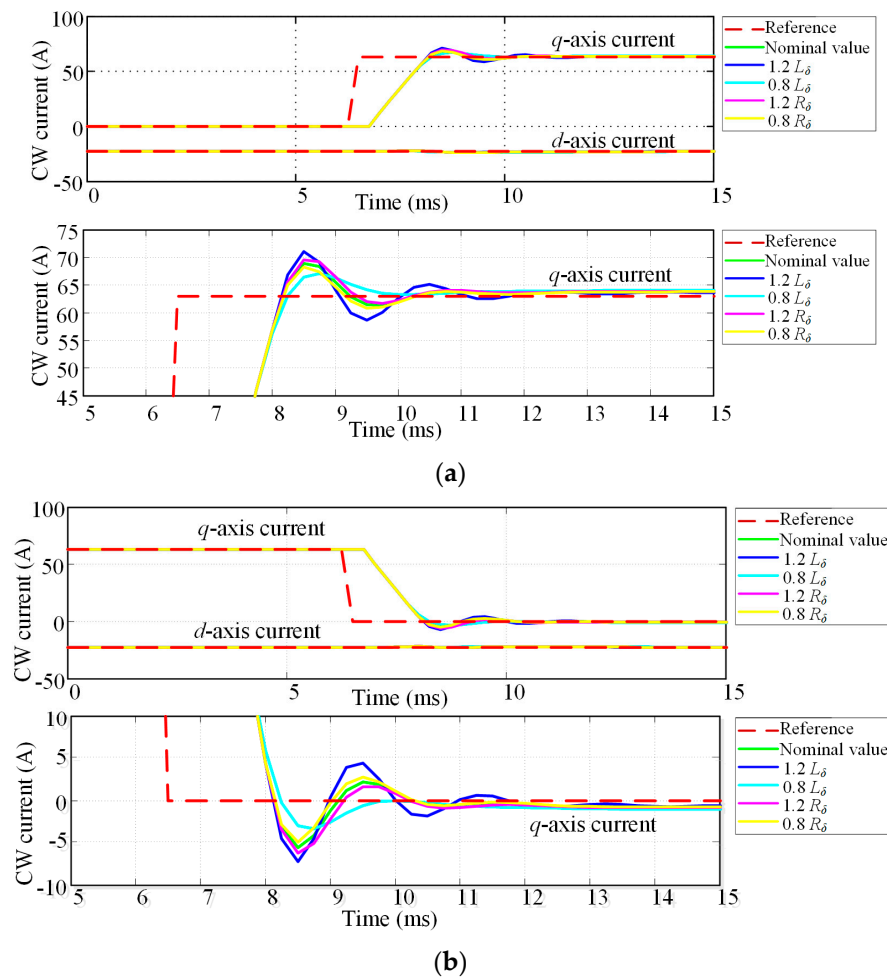 100
50
0
-50
CW current (A)
q-axis current
d-axis current
0 5 10 15
Time (ms)
Reference
Nominal value
1.2 Lδ
0.8 Lδ
1.2 Rδ
0.8 Rδ
75
70
65
60
55
50
45
CW current (A)
q-axis current
5 6 7 8 9 10 11 12 13 14 15
Time (ms)
Reference
Nominal value
1.2 Lδ
0.8 Lδ
1.2 Rδ
0.8 Rδ
(a)
100
50
0
-50
CW current (A)
q-axis current
d-axis current
0 5 10 15
Time (ms)
Reference
Nominal value
1.2 Lδ
0.8 Lδ
1.2 Rδ
0.8 Rδ
10
5
0
-5
-10
CW current (A)
q-axis current
5 6 7 8 9 10 11 12 13 14 15
Time (ms)
Reference
Nominal value
1.2 Lδ
0.8 Lδ
1.2 Rδ
0.8 Rδ
(b)